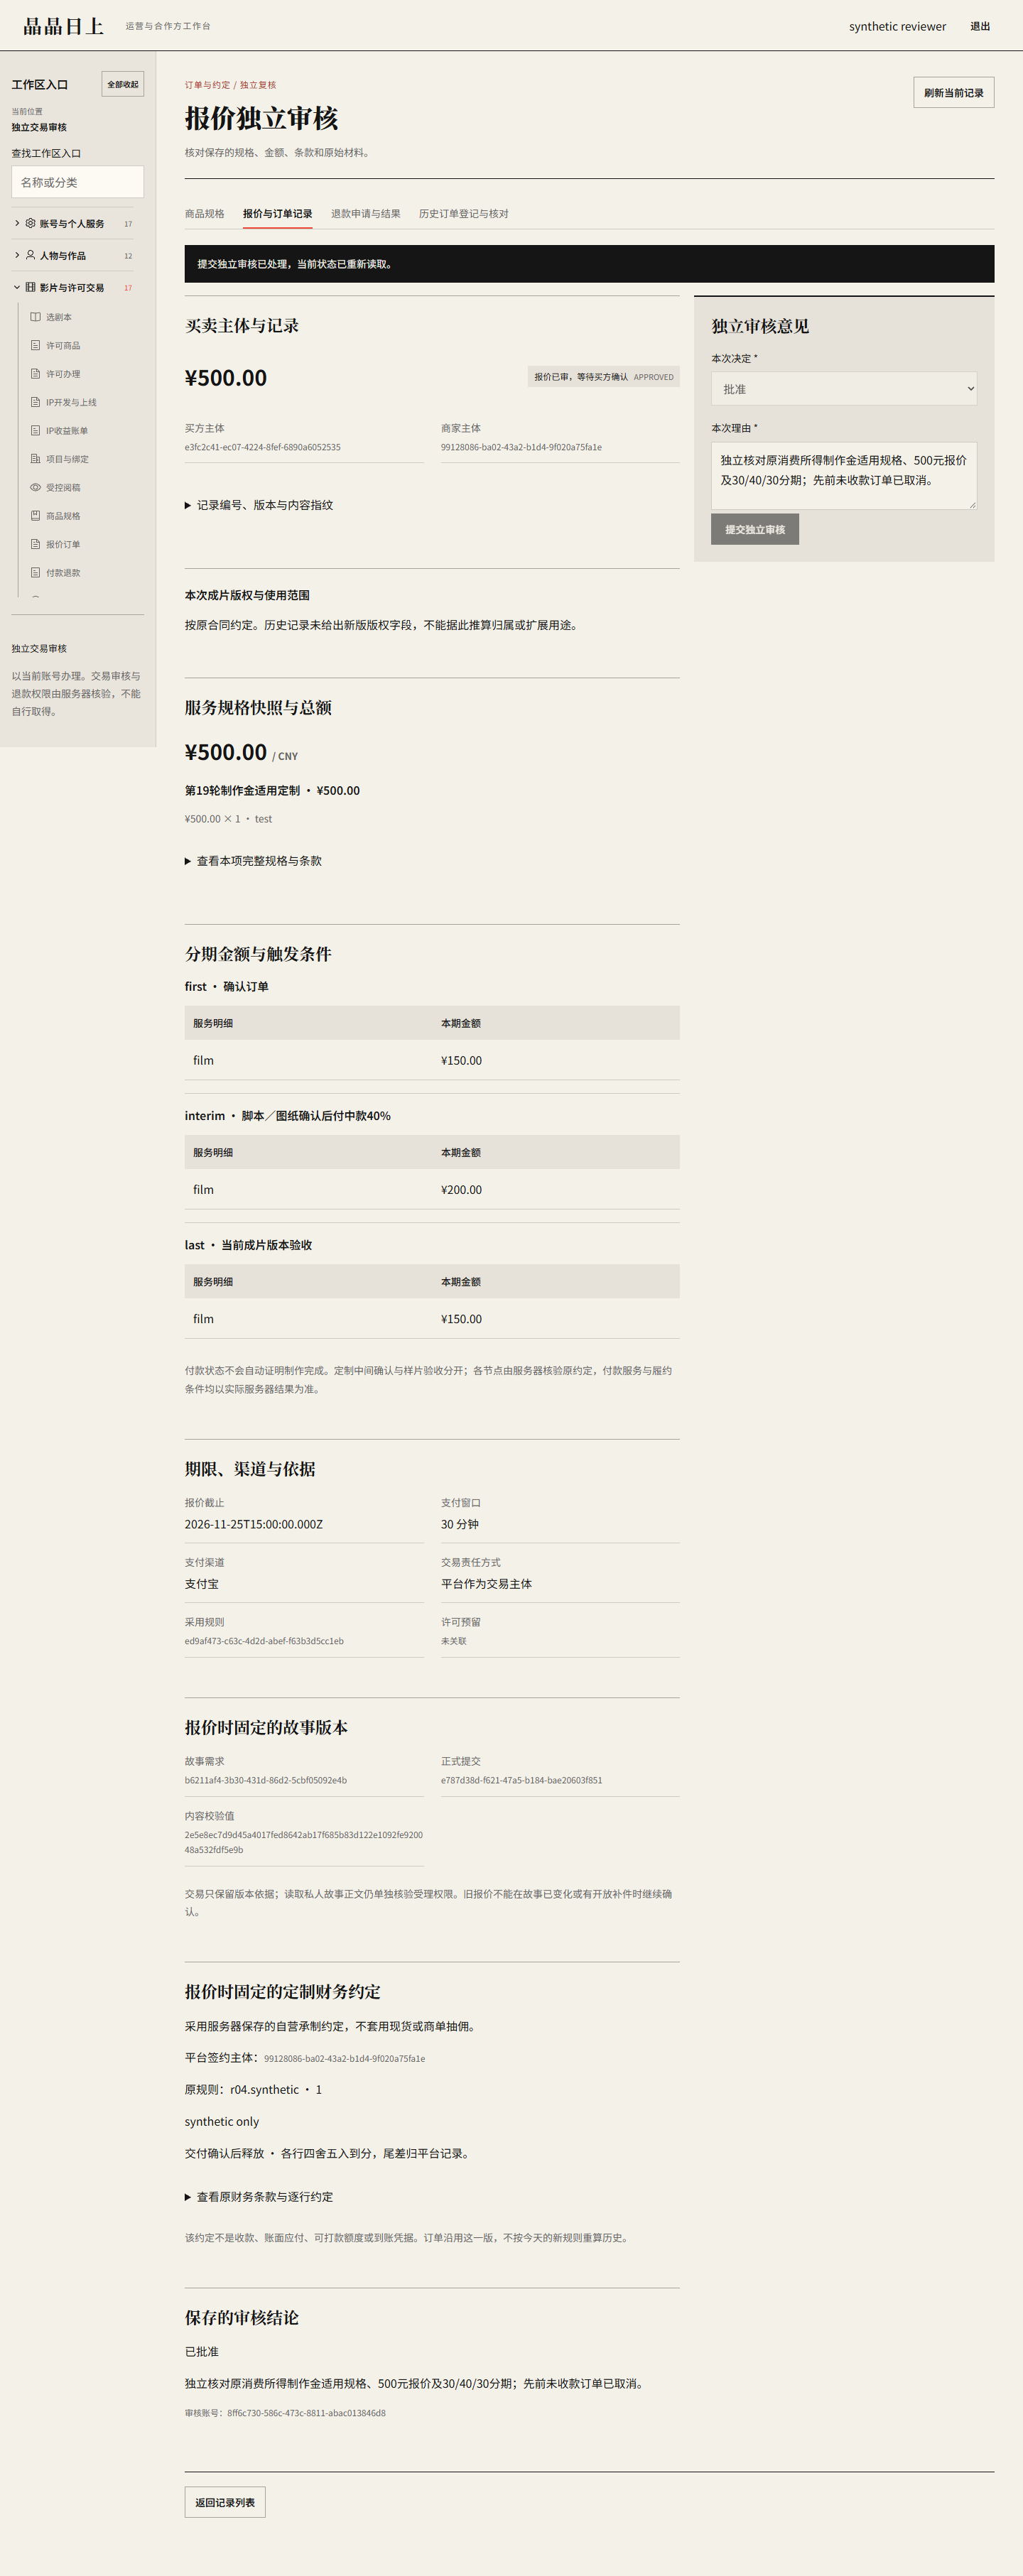 晶晶日上
运营与合作方工作台
synthetic reviewer
退出
工作区入口
全部收起
当前位置
独立交易审核
查找工作区入口
名称或分类
账号与个人服务 17
人物与作品 12
影片与许可交易 17
选剧本
许可商品
许可办理
IP开发与上线
IP收益账单
项目与绑定
受控阅稿
商品规格
报价订单
付款退款
独立交易审核
以当前账号办理。交易审核与
退款权限由服务器核验，不能
自行取得。
订单与约定 / 独立复核
报价独立审核
核对保存的规格、金额、条款和原始材料。
刷新当前记录
商品规格
报价与订单记录
退款申请与结果
历史订单登记与核对
提交独立审核已处理，当前状态已重新读取。
买卖主体与记录
¥500.00
报价已审，等待买方确认 APPROVED
买方主体
e3fc2c41-ec07-4224-8fef-6890a6052535
商家主体
99128086-ba02-43a2-b1d4-9f020a75fa1e
记录编号、版本与内容指纹
独立审核意见
本次决定 *
批准
本次理由 *
独立核对原消费所得制作金适用规格、500元报价
及30/40/30分期；先前未收款订单已取消。
提交独立审核
本次成片版权与使用范围
按原合同约定。历史记录未给出新版版权字段，不能据此推算归属或扩展用途。
服务规格快照与总额
¥500.00 / CNY
第19轮制作金适用定制 · ¥500.00
¥500.00 × 1 · test
查看本项完整规格与条款
分期金额与触发条件
first · 确认订单
服务明细 本期金额
film ¥150.00
interim · 脚本／图纸确认后付中款40%
服务明细 本期金额
film ¥200.00
last · 当前成片版本验收
服务明细 本期金额
film ¥150.00
付款状态不会自动证明制作完成。定制中间确认与样片验收分开；各节点由服务器核验原约定，付款服务与履约
条件均以实际服务器结果为准。
期限、渠道与依据
报价截止
2026-11-25T15:00:00.000Z
支付窗口
30 分钟
支付渠道
支付宝
交易责任方式
平台作为交易主体
采用规则
ed9af473-c63c-4d2d-abef-f63b3d5cc1eb
许可预留
未关联
报价时固定的故事版本
故事需求
b6211af4-3b30-431d-86d2-5cbf05092e4b
正式提交
e787d38d-f621-47a5-b184-bae20603f851
内容校验值
2e5e8ec7d9d45a4017fed8642ab17f685b83d122e1092fe9200
48a532fdf5e9b
交易只保留版本依据；读取私人故事正文仍单独核验受理权限。旧报价不能在故事已变化或有开放补件时继续确
认。
报价时固定的定制财务约定
采用服务器保存的自营承制约定，不套用现货或商单抽佣。
平台签约主体：99128086-ba02-43a2-b1d4-9f020a75fa1e
原规则：r04.synthetic · 1
synthetic only
交付确认后释放 · 各行四舍五入到分，尾差归平台记录。
查看原财务条款与逐行约定
该约定不是收款、账面应付、可打款额度或到账凭据。订单沿用这一版，不按今天的新规则重算历史。
保存的审核结论
已批准
独立核对原消费所得制作金适用规格、500元报价及30/40/30分期；先前未收款订单已取消。
审核账号：8ff6c730-586c-473c-8811-abac013846d8
返回记录列表